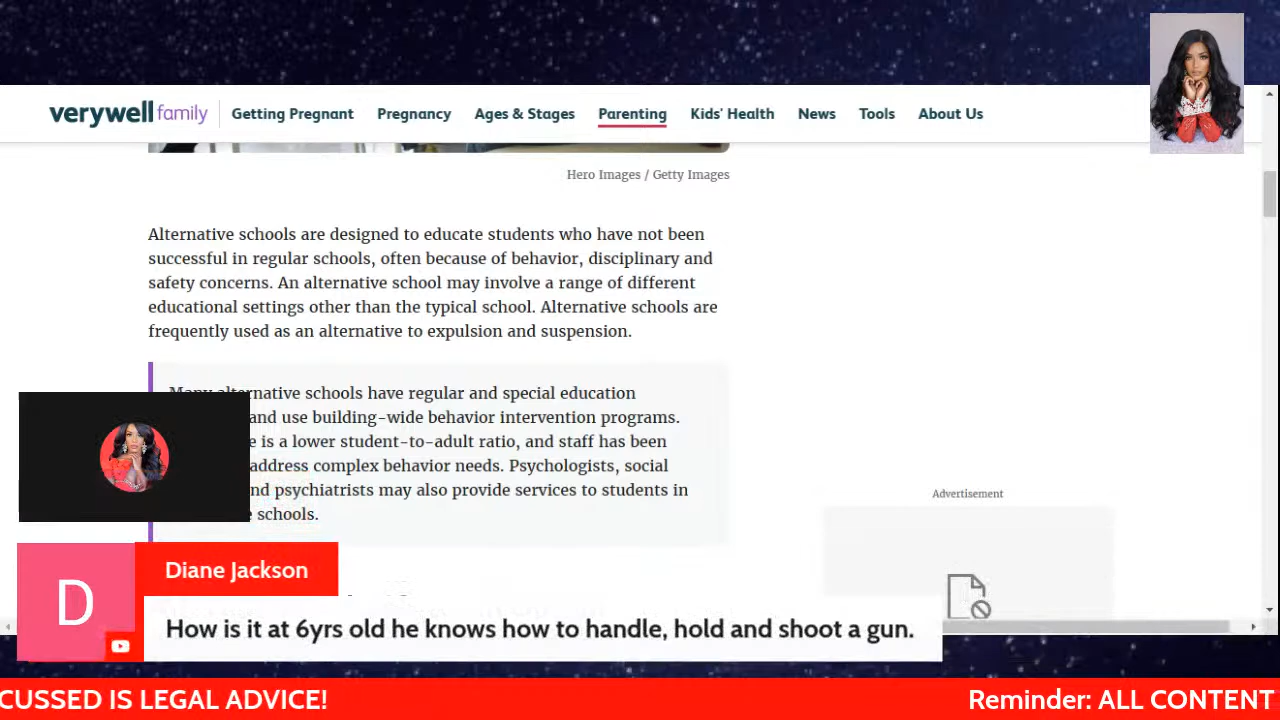 verywell family Getting Pregnant Pregnancy Ages & Stages Parenting Kids' Health News Tools About Us
Hero Images / Getty Images
Alternative schools are designed to educate students who have not been
successful in regular schools, often because of behavior, disciplinary and
safety concerns. An alternative school may involve a range of different
educational settings other than the typical school. Alternative schools are
frequently used as an alternative to expulsion and suspension.
Many alternative schools have regular and special education
and use building-wide behavior intervention programs.
is a lower student-to-adult ratio, and staff has been
address complex behavior needs. Psychologists, social
and psychiatrists may also provide services to students in
schools.
Advertisement
D
Diane Jackson
How is it at 6yrs old he knows how to handle, hold and shoot a gun.
CUSSED IS LEGAL ADVICE! Reminder: ALL CONTENT